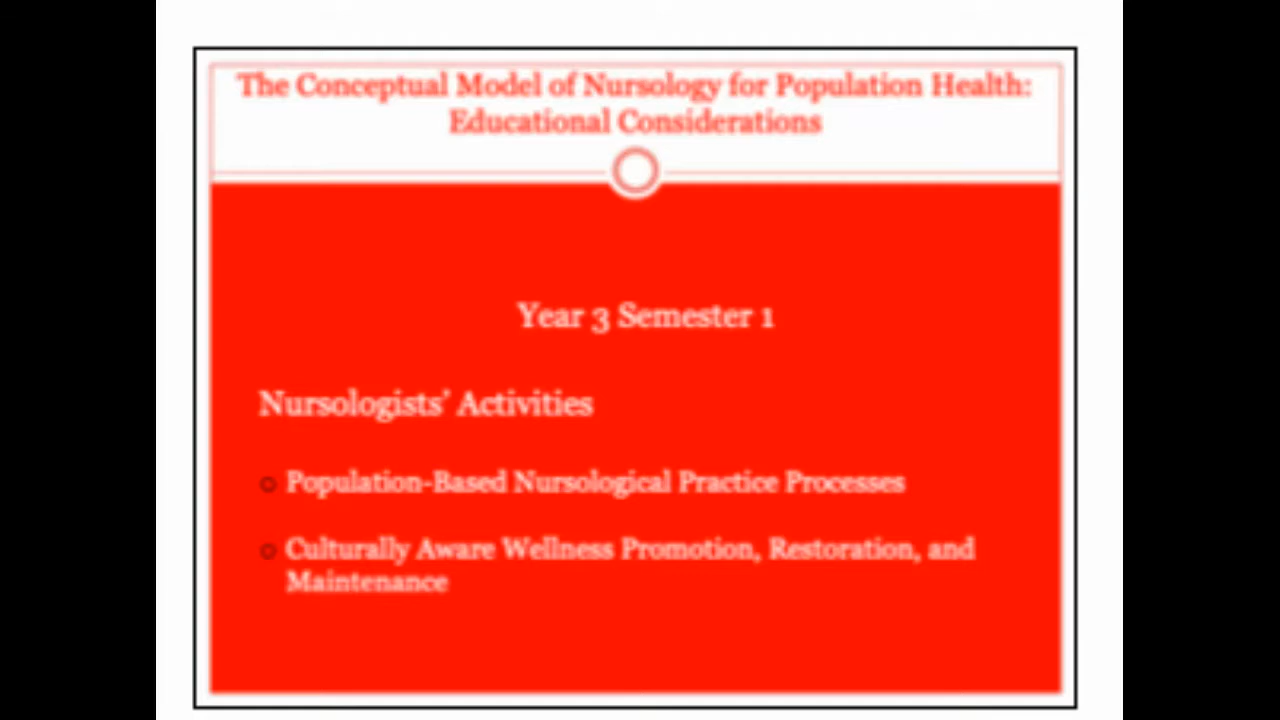 The Conceptual Model of Nursology for Population Health:
Educational Considerations
Year 3 Semester 1
Nursologists' Activities
Population-Based Nursological Practice Processes
Culturally Aware Wellness Promotion, Restoration, and
Maintenance